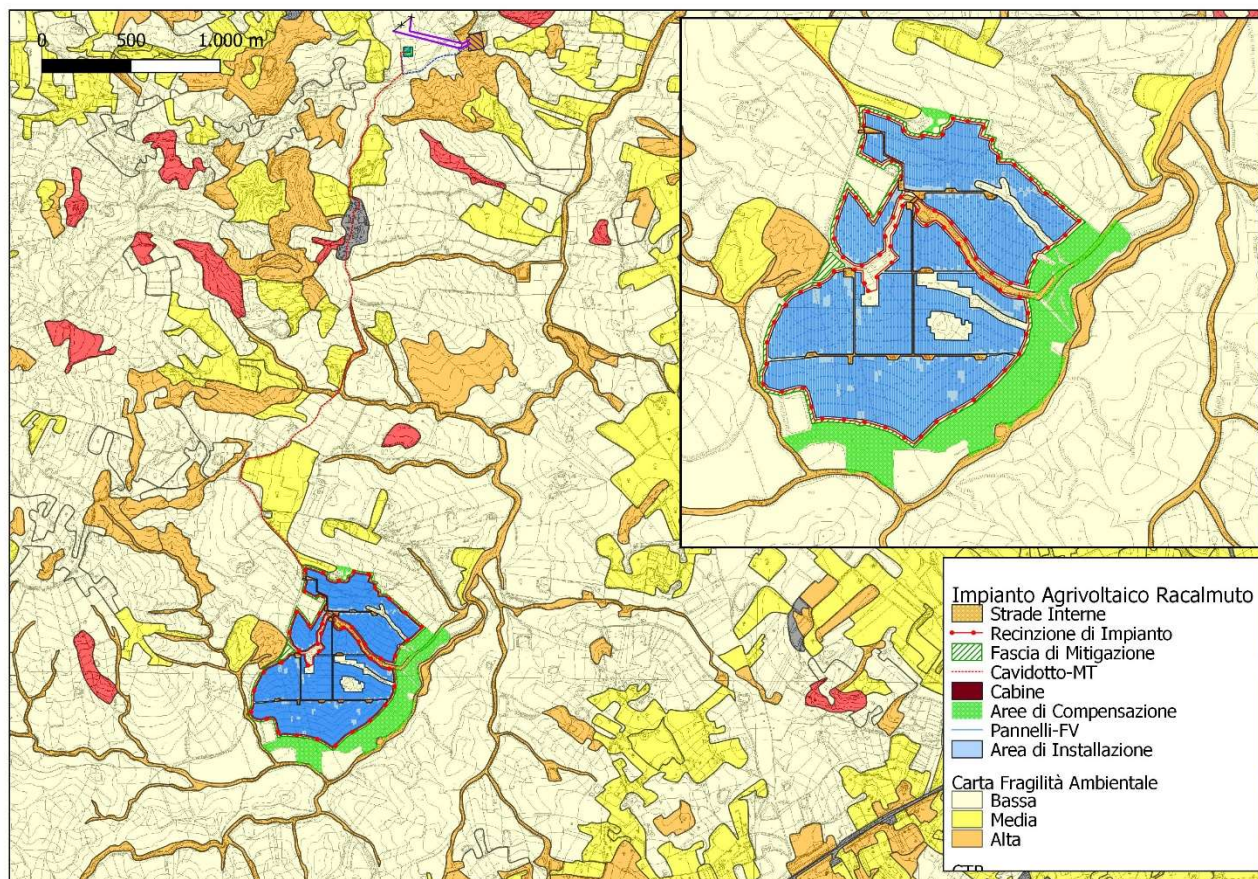 0 500 1.000 m
Impianto Agrivoltaico Racalmuto
Strade Interne
Recinzione di Impianto
Fascia di Mitigazione
Cavidotto-MT
Cabine
Aree di Compensazione
Pannelli-FV
Area di Installazione
Carta Fragilità Ambientale
Bassa
Media
Alta